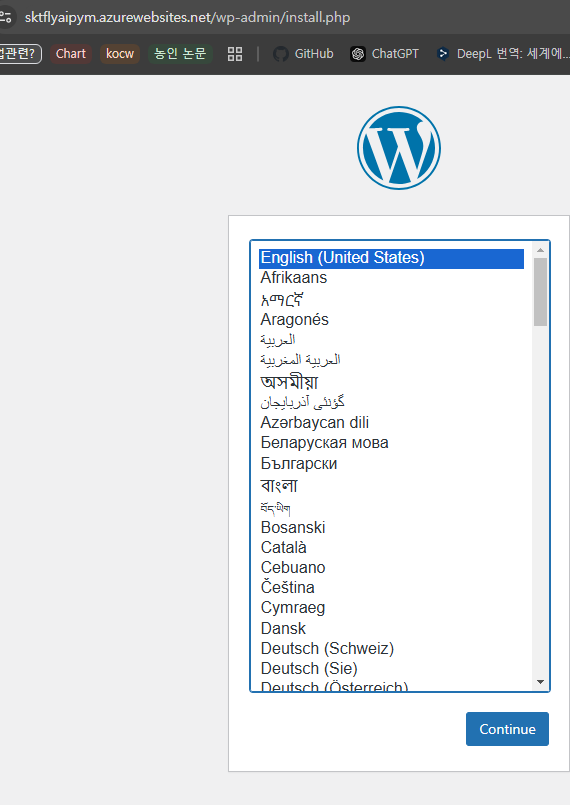 sktflyaipym.azurewebsites.net/wp-admin/install.php
법관련? Chart kocw 농인 논문 GitHub ChatGPT DeepL 번역: 세계에...
English (United States)
Afrikaans
አማርኛ
Aragonés
العربية
العربية المغربية
অসমীয়া
گؤنئی آذربایجان
Azərbaycan dili
Беларуская мова
Български
বাংলা
བོད་ཡིག
Bosanski
Català
Cebuano
Čeština
Cymraeg
Dansk
Deutsch (Schweiz)
Deutsch (Sie)
Deutsch (Österreich)
Continue